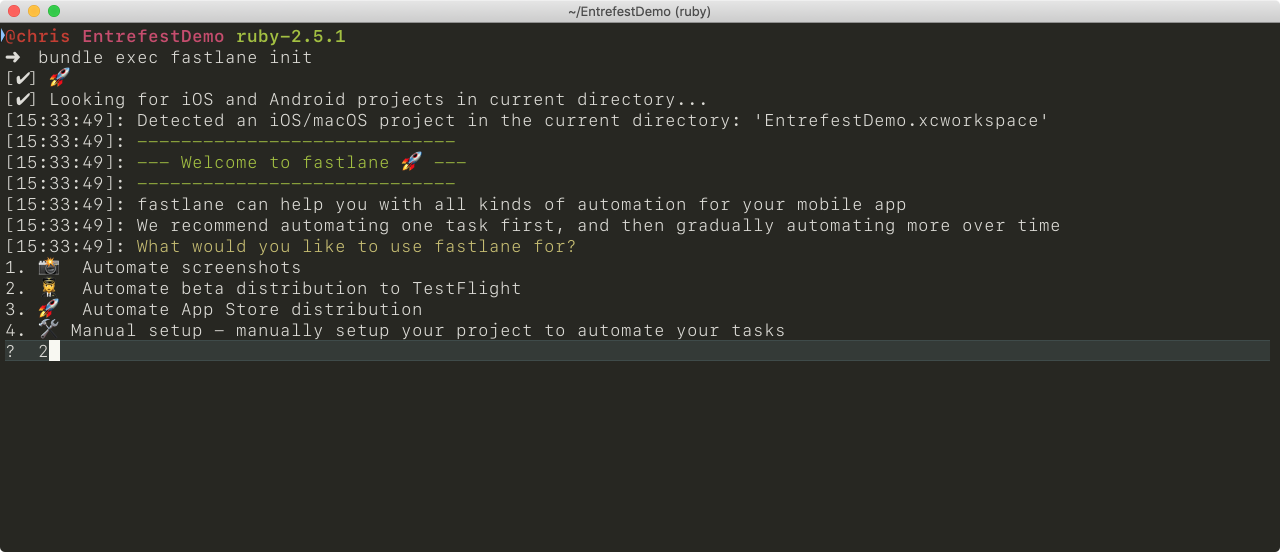 ~/EntrefestDemo (ruby)
@chris EntrefestDemo ruby-2.5.1
➜ bundle exec fastlane init
[✔] 🚀
[✔] Looking for iOS and Android projects in current directory...
[15:33:49]: Detected an iOS/macOS project in the current directory: 'EntrefestDemo.xcworkspace'
[15:33:49]: -----------------------------
[15:33:49]: --- Welcome to fastlane 🚀 ---
[15:33:49]: -----------------------------
[15:33:49]: fastlane can help you with all kinds of automation for your mobile app
[15:33:49]: We recommend automating one task first, and then gradually automating more over time
[15:33:49]: What would you like to use fastlane for?
1. 📸 Automate screenshots
2. 👩‍✈️ Automate beta distribution to TestFlight
3. 🚀 Automate App Store distribution
4. 🛠 Manual setup - manually setup your project to automate your tasks
? 2